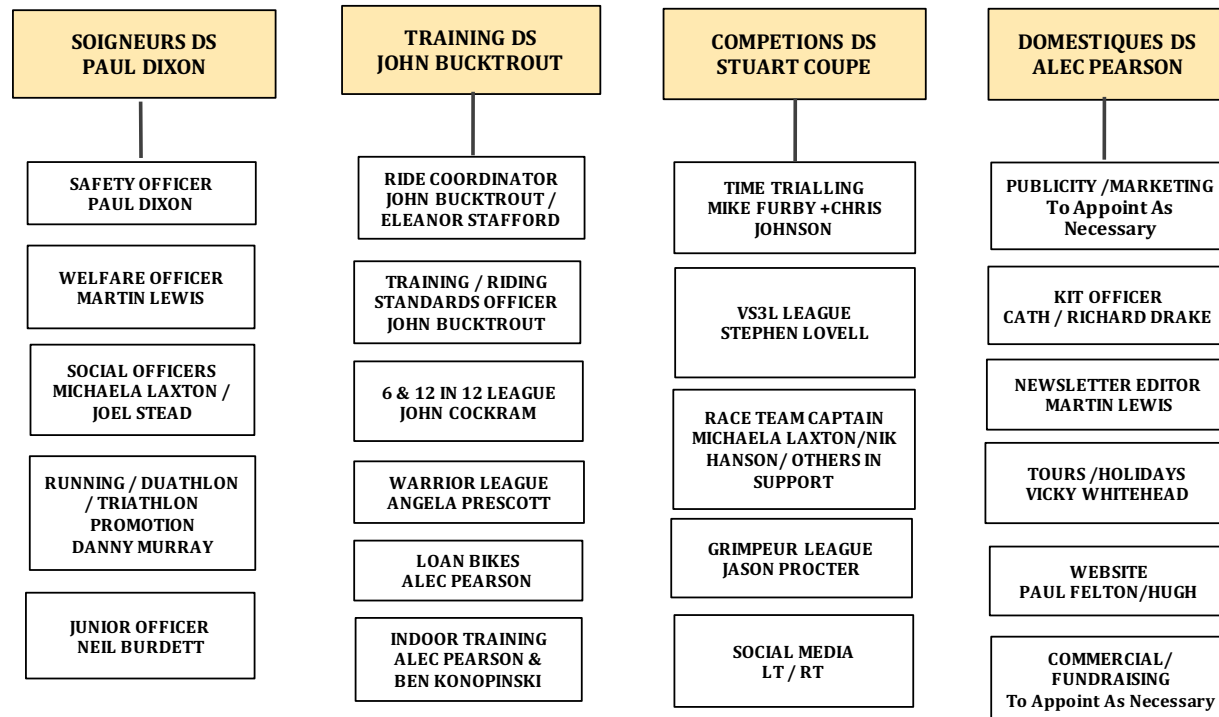 SOIGNEURS DS
PAUL DIXON
SAFETY OFFICER
PAUL DIXON
WELFARE OFFICER
MARTIN LEWIS
SOCIAL OFFICERS
MICHAELA LAXTON /
JOEL STEAD
RUNNING / DUATHLON
/ TRIATHLON
PROMOTION
DANNY MURRAY
JUNIOR OFFICER
NEIL BURDETT
TRAINING DS
JOHN BUCKTROUT
RIDE COORDINATOR
JOHN BUCKTROUT /
ELEANOR STAFFORD
TRAINING / RIDING
STANDARDS OFFICER
JOHN BUCKTROUT
6 & 12 IN 12 LEAGUE
JOHN COCKRAM
WARRIOR LEAGUE
ANGELA PRESCOTT
LOAN BIKES
ALEC PEARSON
INDOOR TRAINING
ALEC PEARSON &
BEN KONOPINSKI
COMPETIONS DS
STUART COUPE
TIME TRIALLING
MIKE FURBY +CHRIS
JOHNSON
VS3L LEAGUE
STEPHEN LOVELL
RACE TEAM CAPTAIN
MICHAELA LAXTON/NIK
HANSON/ OTHERS IN
SUPPORT
GRIMPEUR LEAGUE
JASON PROCTER
SOCIAL MEDIA
LT / RT
DOMESTIQUES DS
ALEC PEARSON
PUBLICITY /MARKETING
To Appoint As
Necessary
KIT OFFICER
CATH / RICHARD DRAKE
NEWSLETTER EDITOR
MARTIN LEWIS
TOURS /HOLIDAYS
VICKY WHITEHEAD
WEBSITE
PAUL FELTON/HUGH
COMMERCIAL/
FUNDRAISING
To Appoint As Necessary